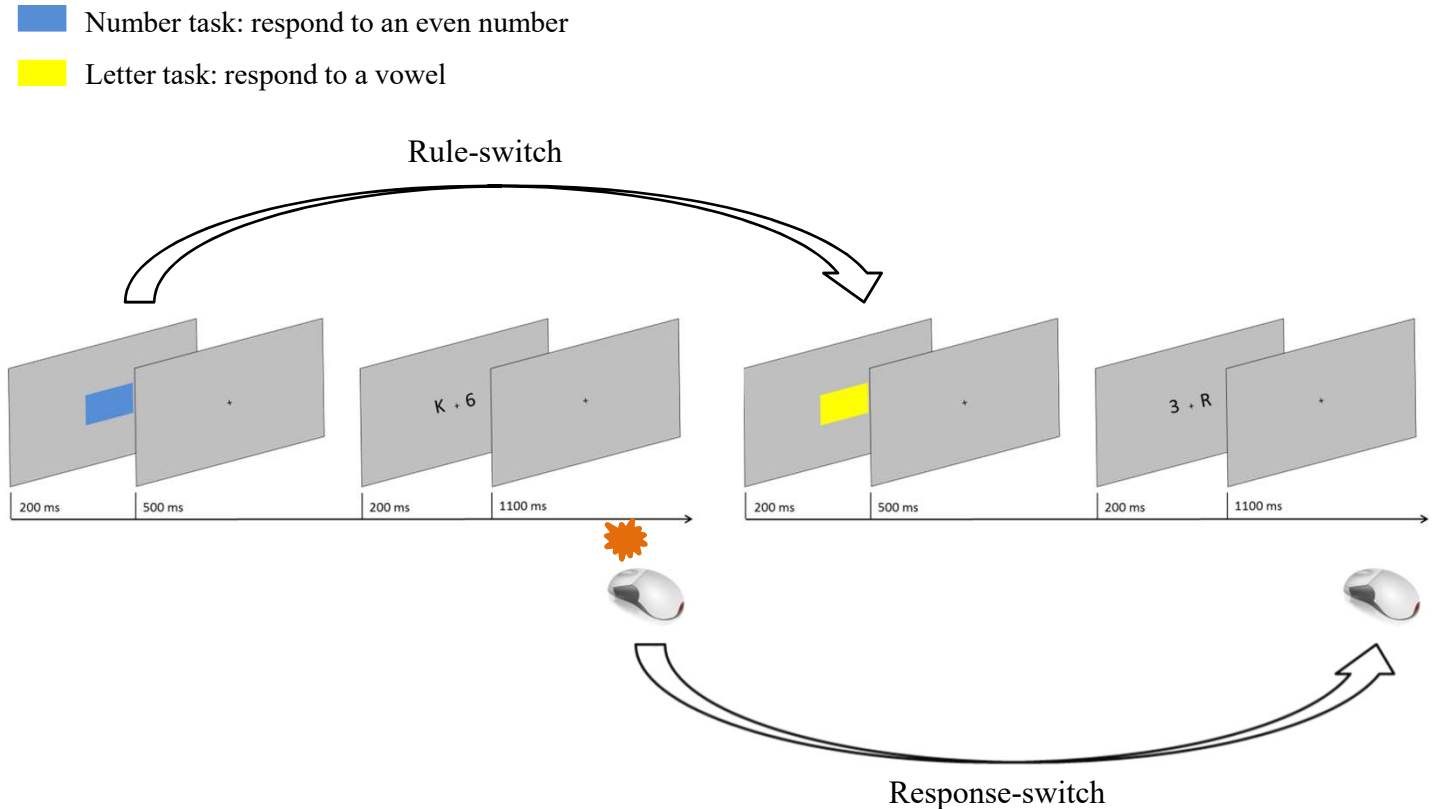 Number task: respond to an even number
Letter task: respond to a vowel
Rule-switch
K + 6
+
+
+
3 + R
+
200 ms
500 ms
200 ms
1100 ms
200 ms
500 ms
200 ms
1100 ms
Response-switch